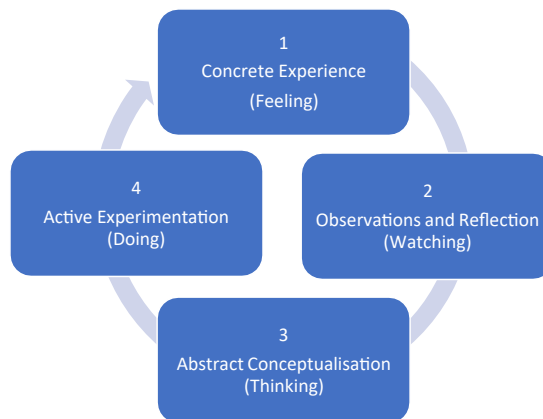 1
Concrete Experience
(Feeling)
2
Observations and Reflection
(Watching)
3
Abstract Conceptualisation
(Thinking)
4
Active Experimentation
(Doing)